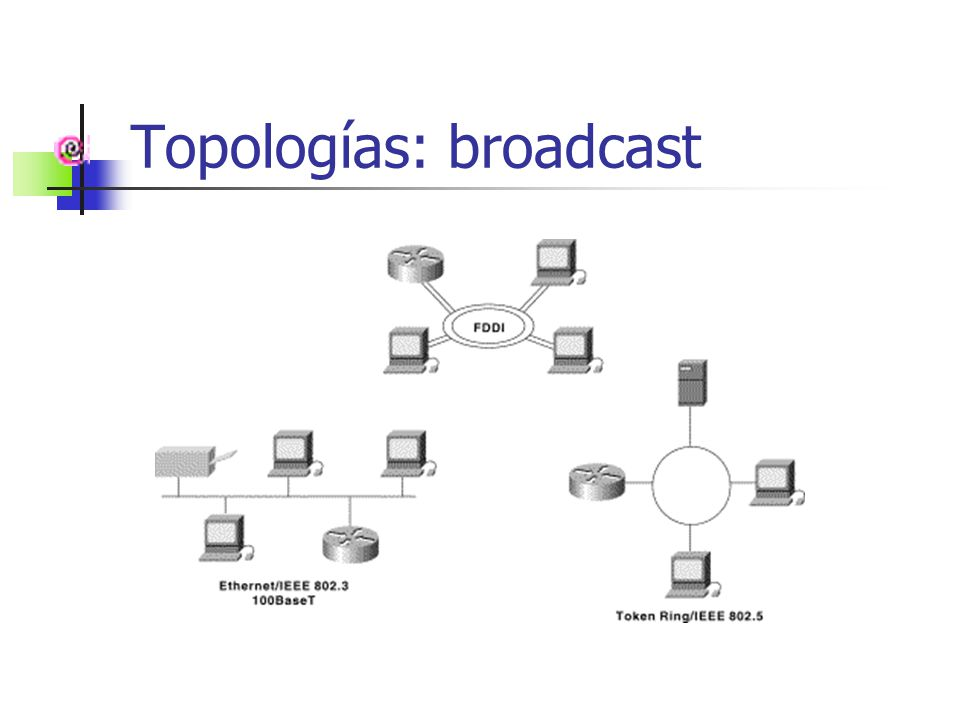 Topologías: broadcast
FDDI
Ethernet/IEEE 802.3
100BaseT
Token Ring/IEEE 802.5